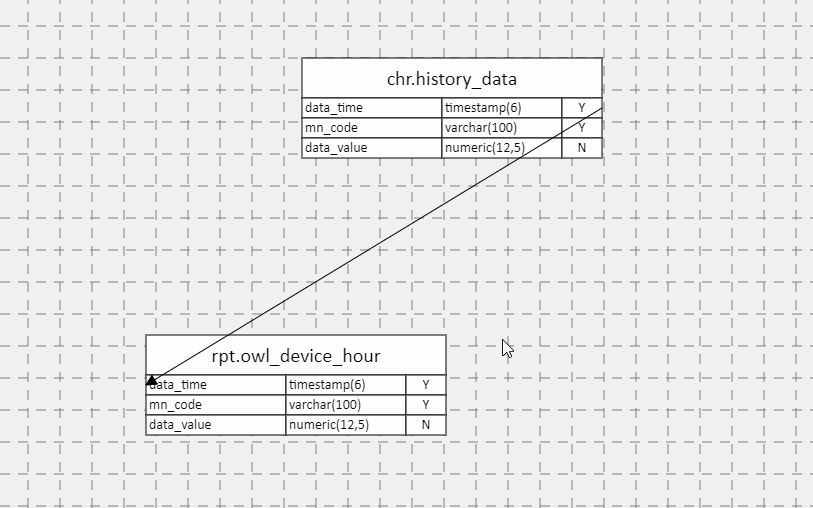 chr.history_data
data_time timestamp(6) Y
mn_code varchar(100) Y
data_value numeric(12,5) N
rpt.owl_device_hour
data_time timestamp(6) Y
mn_code varchar(100) Y
data_value numeric(12,5) N